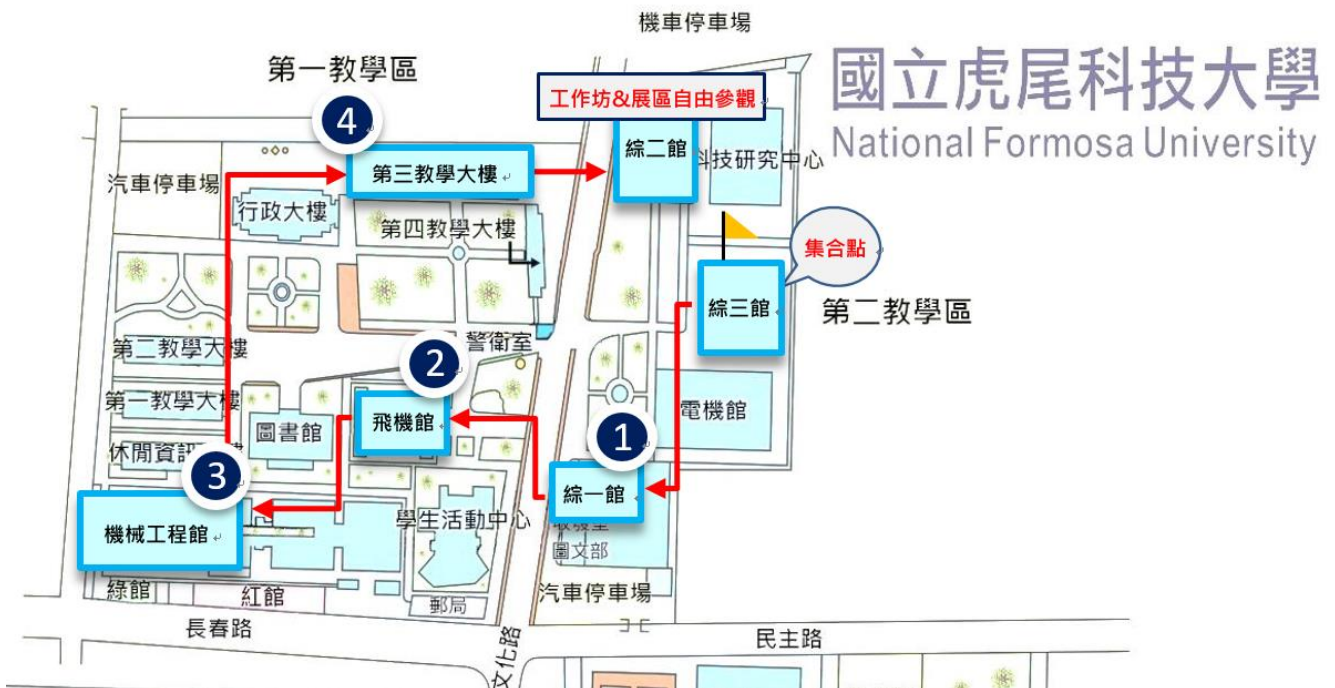 機車停車場
國立虎尾科技大學
National Formosa University
第一教學區
工作坊&展區自由參觀
4
第三教學大樓
綜二館
科技研究中心
汽車停車場
行政大樓
第四教學大樓
集合點
綜三館
第二教學區
警衛室
第二教學大樓
2
第一教學大樓
圖書館
飛機館
電機館
1
休閒資訊
3
綜一館
機械工程館
學生活動中心
圖文部
綠館
紅館
郵局
汽車停車場
長春路
文化路
民主路